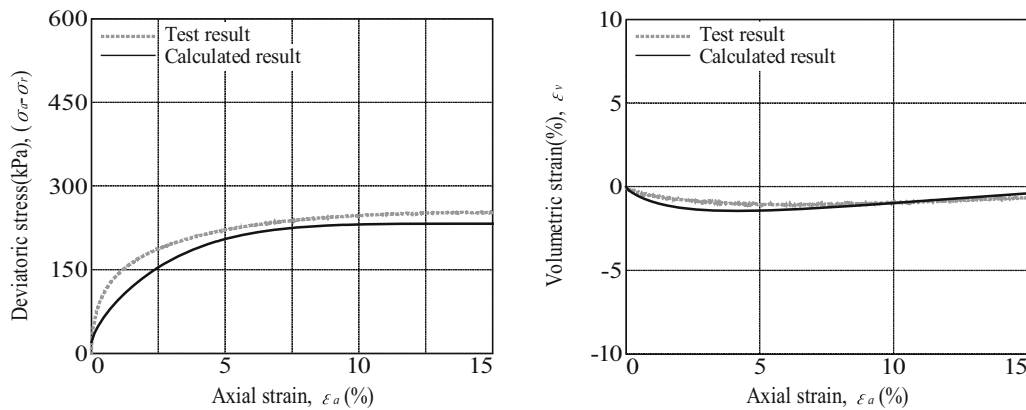 600
450
300
150
0
0
5
10
15
Deviatoric stress(kPa), (σa-σr)
Axial strain, εa(%)
Test result
Calculated result
10
5
0
-5
-10
0
5
10
15
Volumetric strain(%), εv
Axial strain, εa(%)
Test result
Calculated result